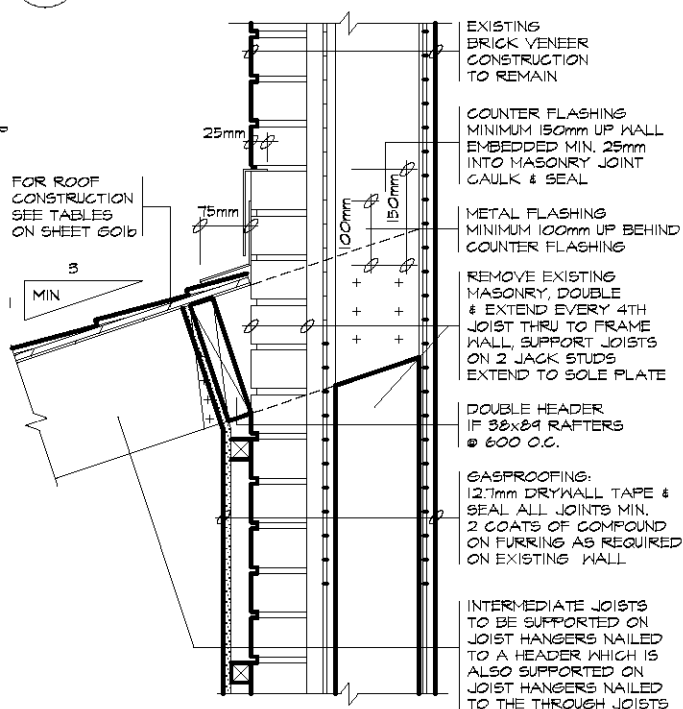 EXISTING
BRICK VENEER
CONSTRUCTION
TO REMAIN
COUNTER FLASHING
MINIMUM 150mm UP WALL
EMBEDDED MIN. 25mm
INTO MASONRY JOINT
CAULK & SEAL
METAL FLASHING
MINIMUM 100mm UP BEHIND
COUNTER FLASHING
REMOVE EXISTING
MASONRY, DOUBLE
& EXTEND EVERY 4TH
JOIST THRU TO FRAME
WALL, SUPPORT JOISTS
ON 2 JACK STUDS
EXTEND TO SOLE PLATE
DOUBLE HEADER
IF 38x89 RAFTERS
@ 600 O.C.
GASPROOFING:
12.7mm DRYWALL TAPE &
SEAL ALL JOINTS MIN.
2 COATS OF COMPOUND
ON FURRING AS REQUIRED
ON EXISTING WALL
INTERMEDIATE JOISTS
TO BE SUPPORTED ON
JOIST HANGERS NAILED
TO A HEADER WHICH IS
ALSO SUPPORTED ON
JOIST HANGERS NAILED
TO THE THROUGH JOISTS
25mm
75mm
100mm
150mm
FOR ROOF
CONSTRUCTION
SEE TABLES
ON SHEET G01b
3
MIN
1